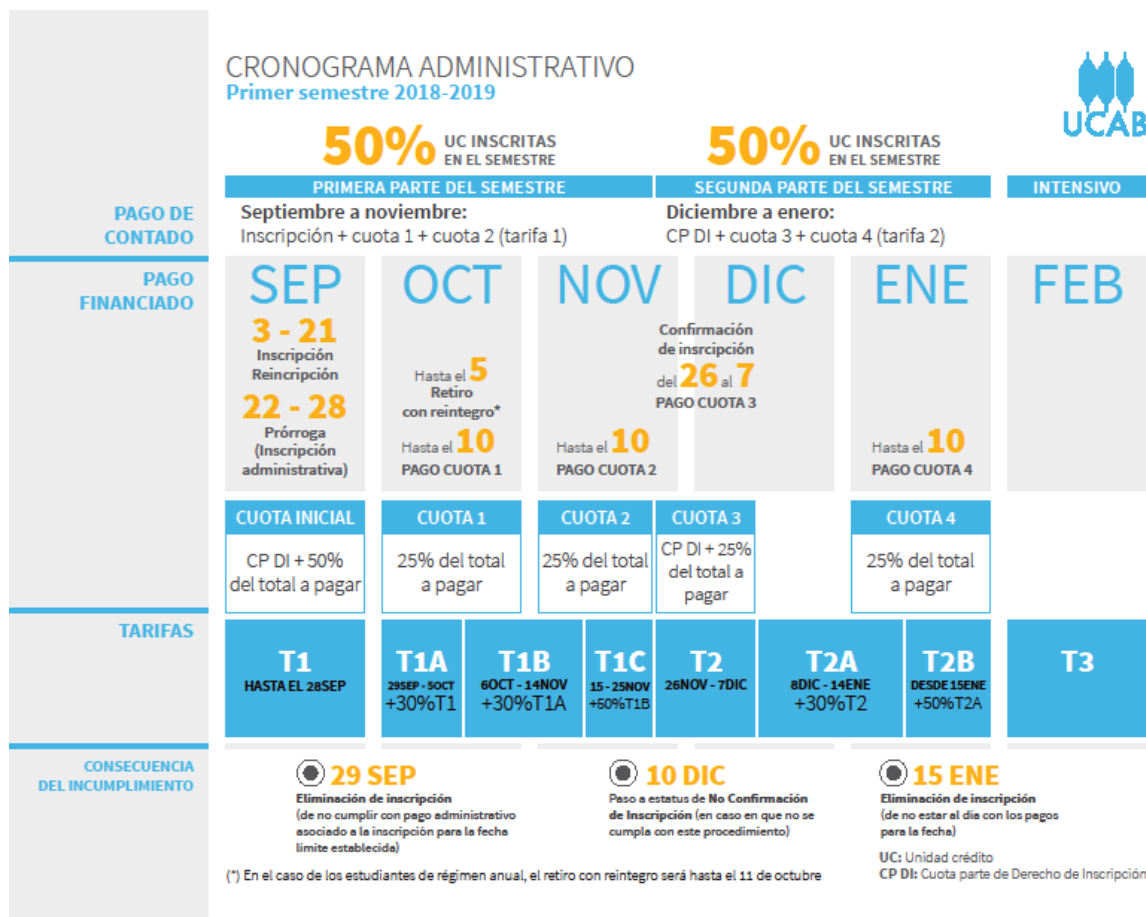 CRONOGRAMA ADMINISTRATIVO
Primer semestre 2018-2019
UCAB
50% UC INSCRITAS
EN EL SEMESTRE
50% UC INSCRITAS
EN EL SEMESTRE
PRIMERA PARTE DEL SEMESTRE
SEGUNDA PARTE DEL SEMESTRE
INTENSIVO
PAGO DE
CONTADO
Septiembre a noviembre:
Inscripción + cuota 1 + cuota 2 (tarifa 1)
Diciembre a enero:
CP DI + cuota 3 + cuota 4 (tarifa 2)
PAGO
FINANCIADO
SEP
3 - 21
Inscripción
Reincripción
22 - 28
Prórroga
(Inscripción
administrativa)
OCT
Hasta el 5
Retiro
con reintegro*
Hasta el 10
PAGO CUOTA 1
NOV
Hasta el 10
PAGO CUOTA 2
DIC
Confirmación
de insrcipción
del 26 al 7
PAGO CUOTA 3
ENE
Hasta el 10
PAGO CUOTA 4
FEB
CUOTA INICIAL
CP DI + 50%
del total a pagar
CUOTA 1
25% del total
a pagar
CUOTA 2
25% del total
a pagar
CUOTA 3
CP DI + 25%
del total a
pagar
CUOTA 4
25% del total
a pagar
TARIFAS
T1
HASTA EL 28SEP
T1A
29SEP - 5OCT
+30%T1
T1B
6OCT - 14NOV
+30%T1A
T1C
15 - 25NOV
+50%T1B
T2
26NOV - 7DIC
T2A
8DIC - 14ENE
+30%T2
T2B
DESDE 15ENE
+50%T2A
T3
CONSECUENCIA
DEL INCUMPLIMIENTO
29 SEP
Eliminación de inscripción
(de no cumplir con pago administrativo
asociado a la inscripción para la fecha
límite establecida)
10 DIC
Paso a estatus de No Confirmación
de Inscripción (en caso en que no se
cumpla con este procedimiento)
15 ENE
Eliminación de inscripción
(de no estar al día con los pagos
para la fecha)
UC: Unidad crédito
CP DI: Cuota parte de Derecho de Inscripción
(*) En el caso de los estudiantes de régimen anual, el retiro con reintegro será hasta el 11 de octubre